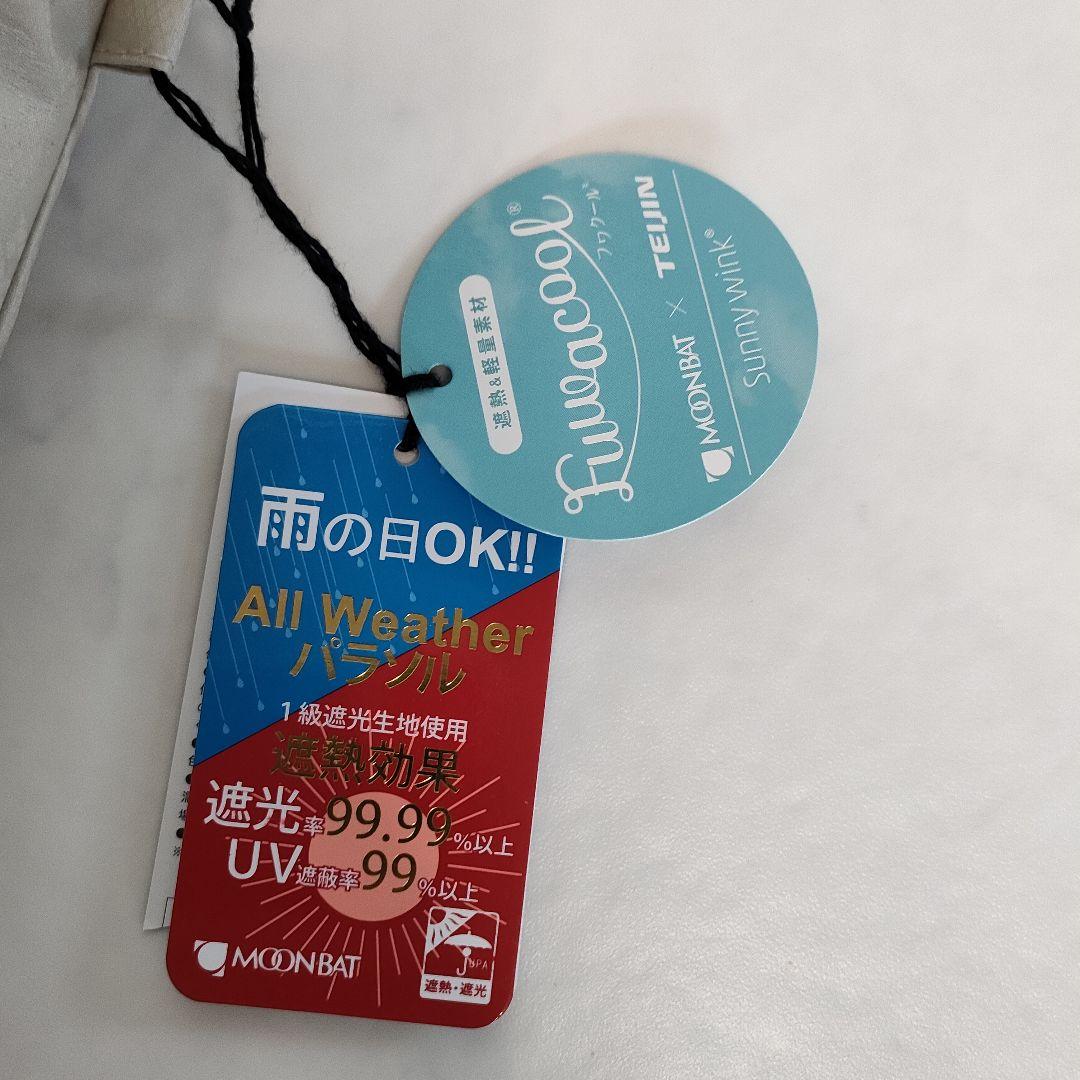 遮熱&軽量素材
fuwacool®
フワクール®
MOONBAT × TEIJIN
Sunnywink®
雨の日OK!!
All Weather
パラソル
1級遮光生地使用
遮熱効果
遮光率99.99%以上
UV遮蔽率99%以上
MOONBAT
JUPA
遮熱・遮光